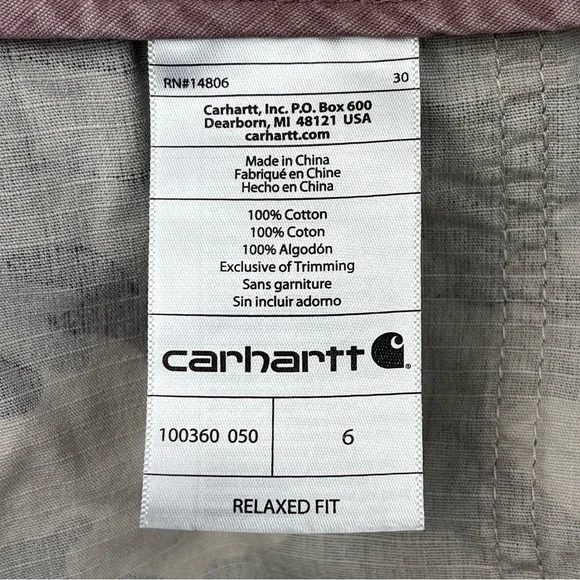 RN#14806 30
Carhartt, Inc. P.O. Box 600
Dearborn, MI 48121 USA
carhartt.com
Made in China
Fabriqué en Chine
Hecho en China
100% Cotton
100% Coton
100% Algodón
Exclusive of Trimming
Sans garniture
Sin incluir adorno
carhartt
100360 050 6
RELAXED FIT